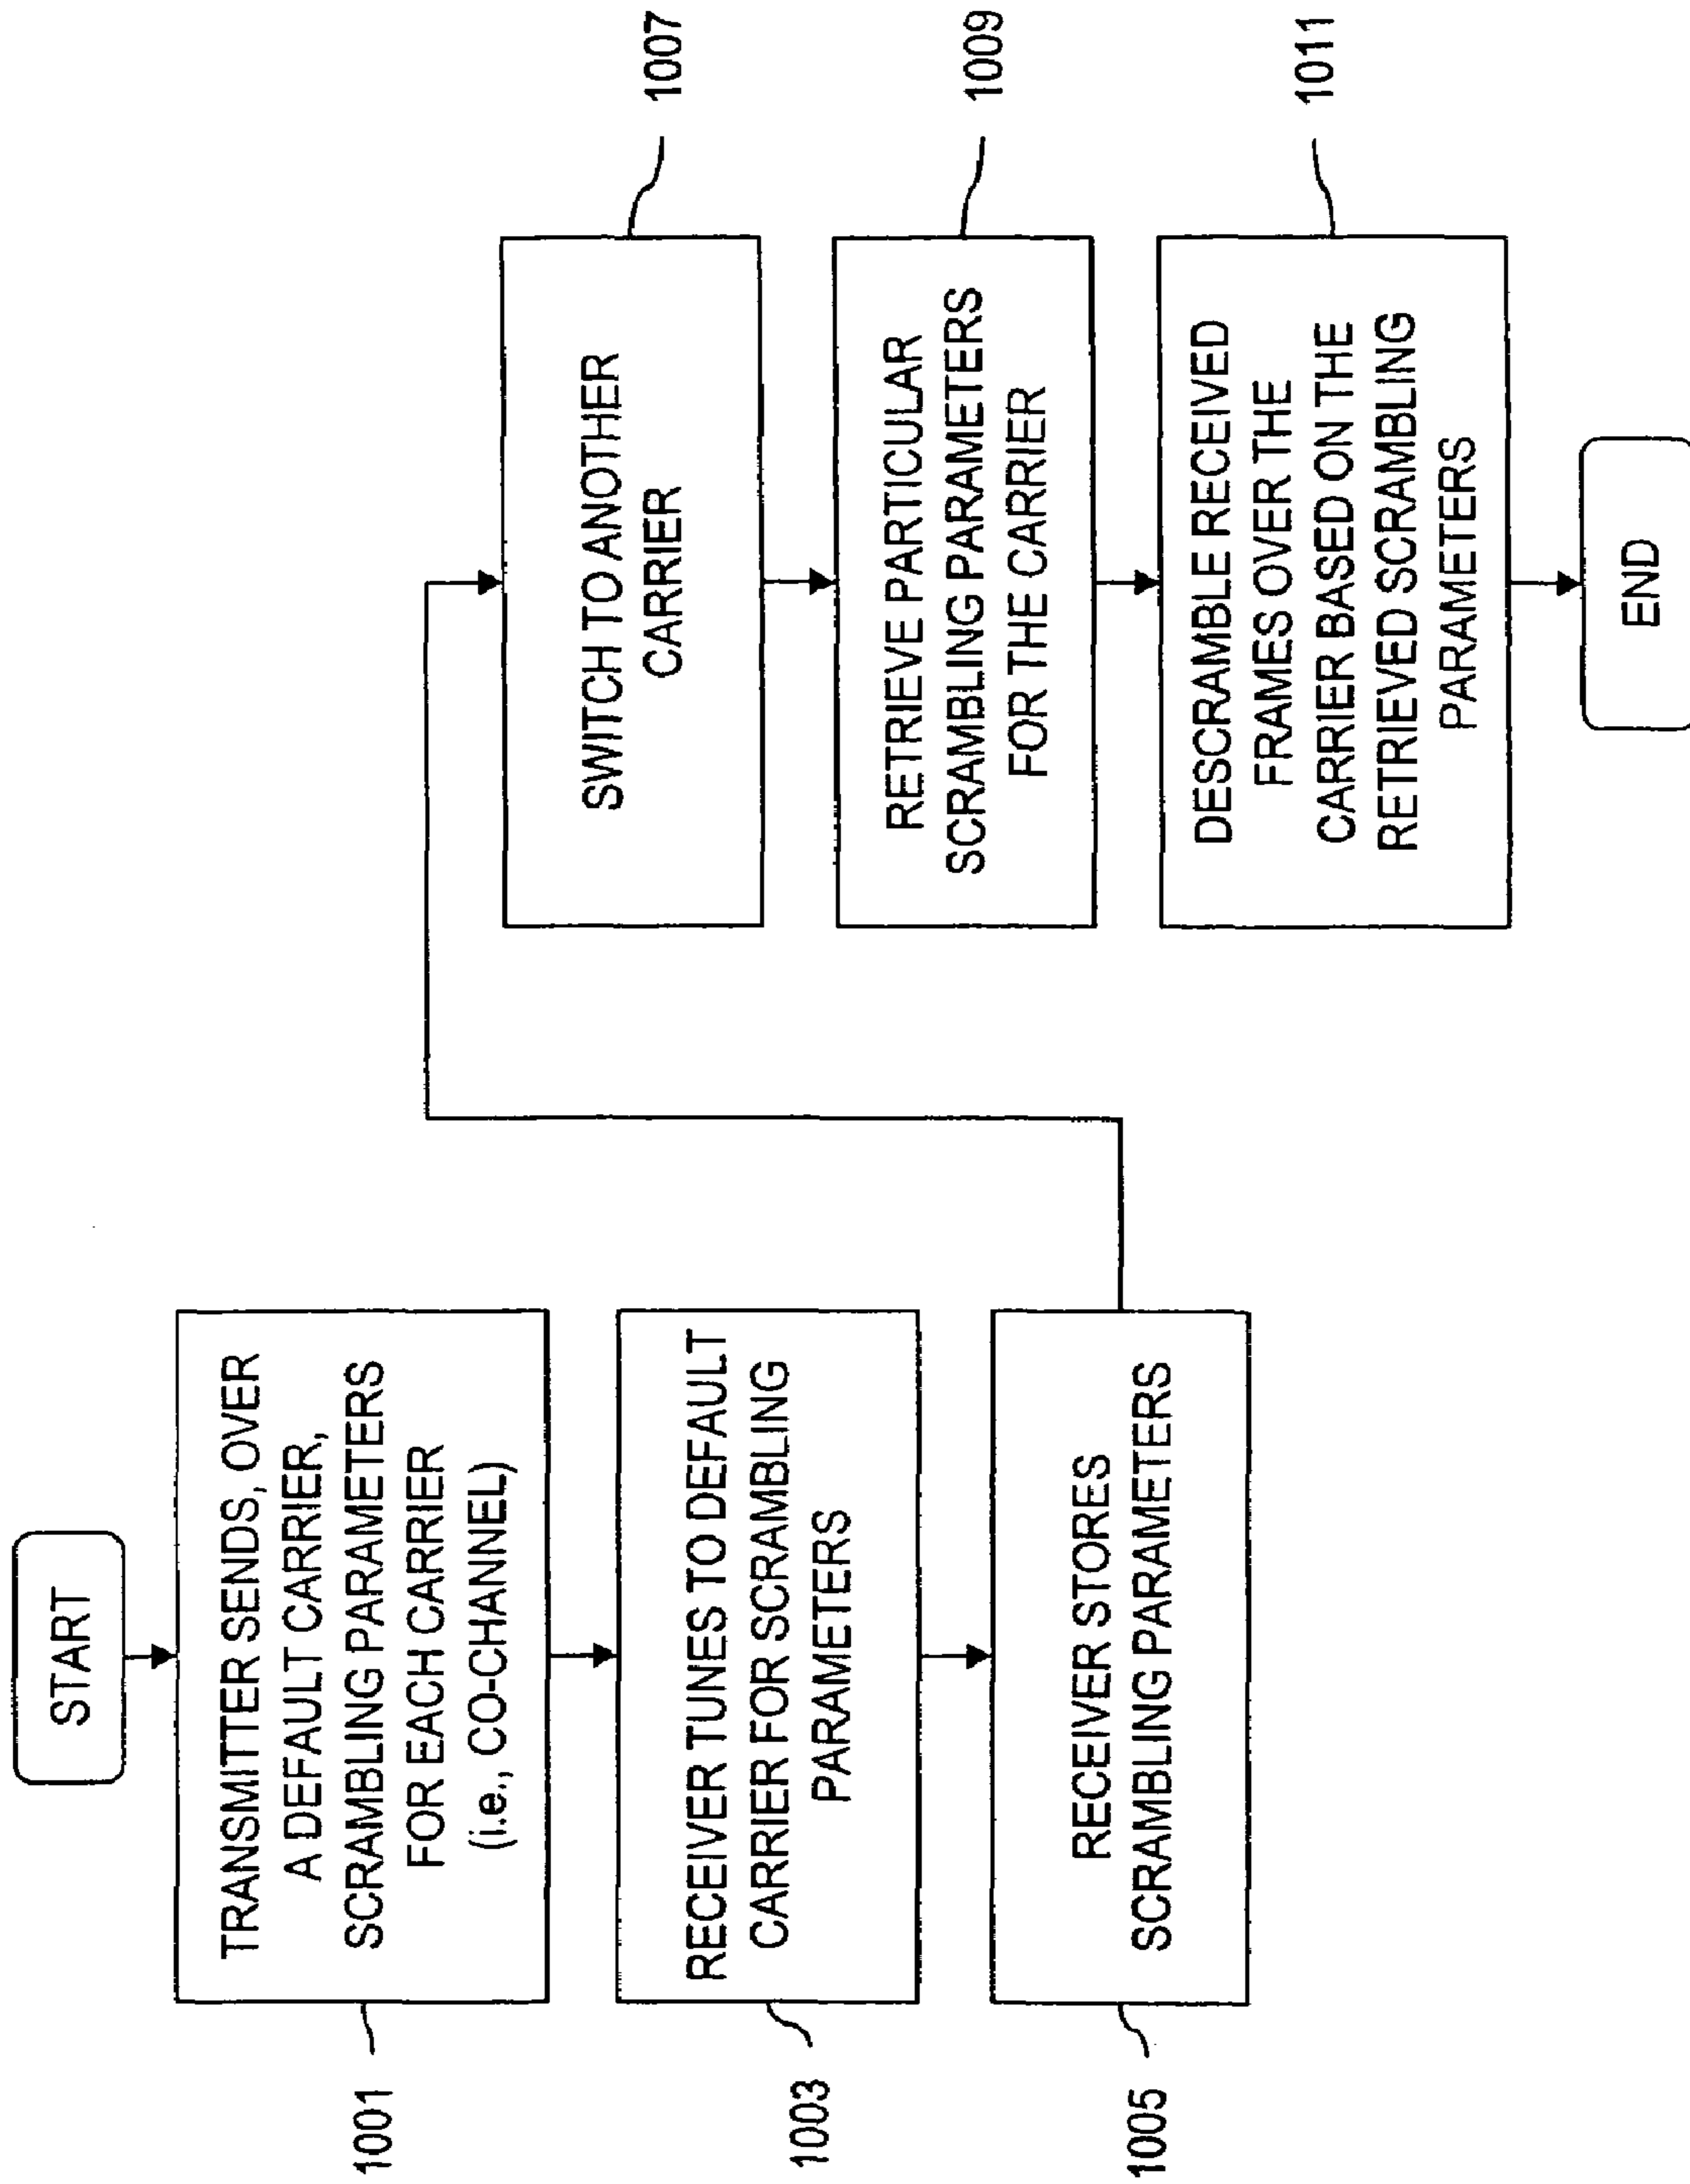 START
TRANSMITTER SENDS, OVER
A DEFAULT CARRIER,
SCRAMBLING PARAMETERS
FOR EACH CARRIER
(i.e., CO-CHANNEL)
1001
RECEIVER TUNES TO DEFAULT
CARRIER FOR SCRAMBLING
PARAMETERS
1003
RECEIVER STORES
SCRAMBLING PARAMETERS
1005
SWITCH TO ANOTHER
CARRIER
1007
RETRIEVE PARTICULAR
SCRAMBLING PARAMETERS
FOR THE CARRIER
1009
DESCRAMBLE RECEIVED
FRAMES OVER THE
CARRIER BASED ON THE
RETRIEVED SCRAMBLING
PARAMETERS
1011
END